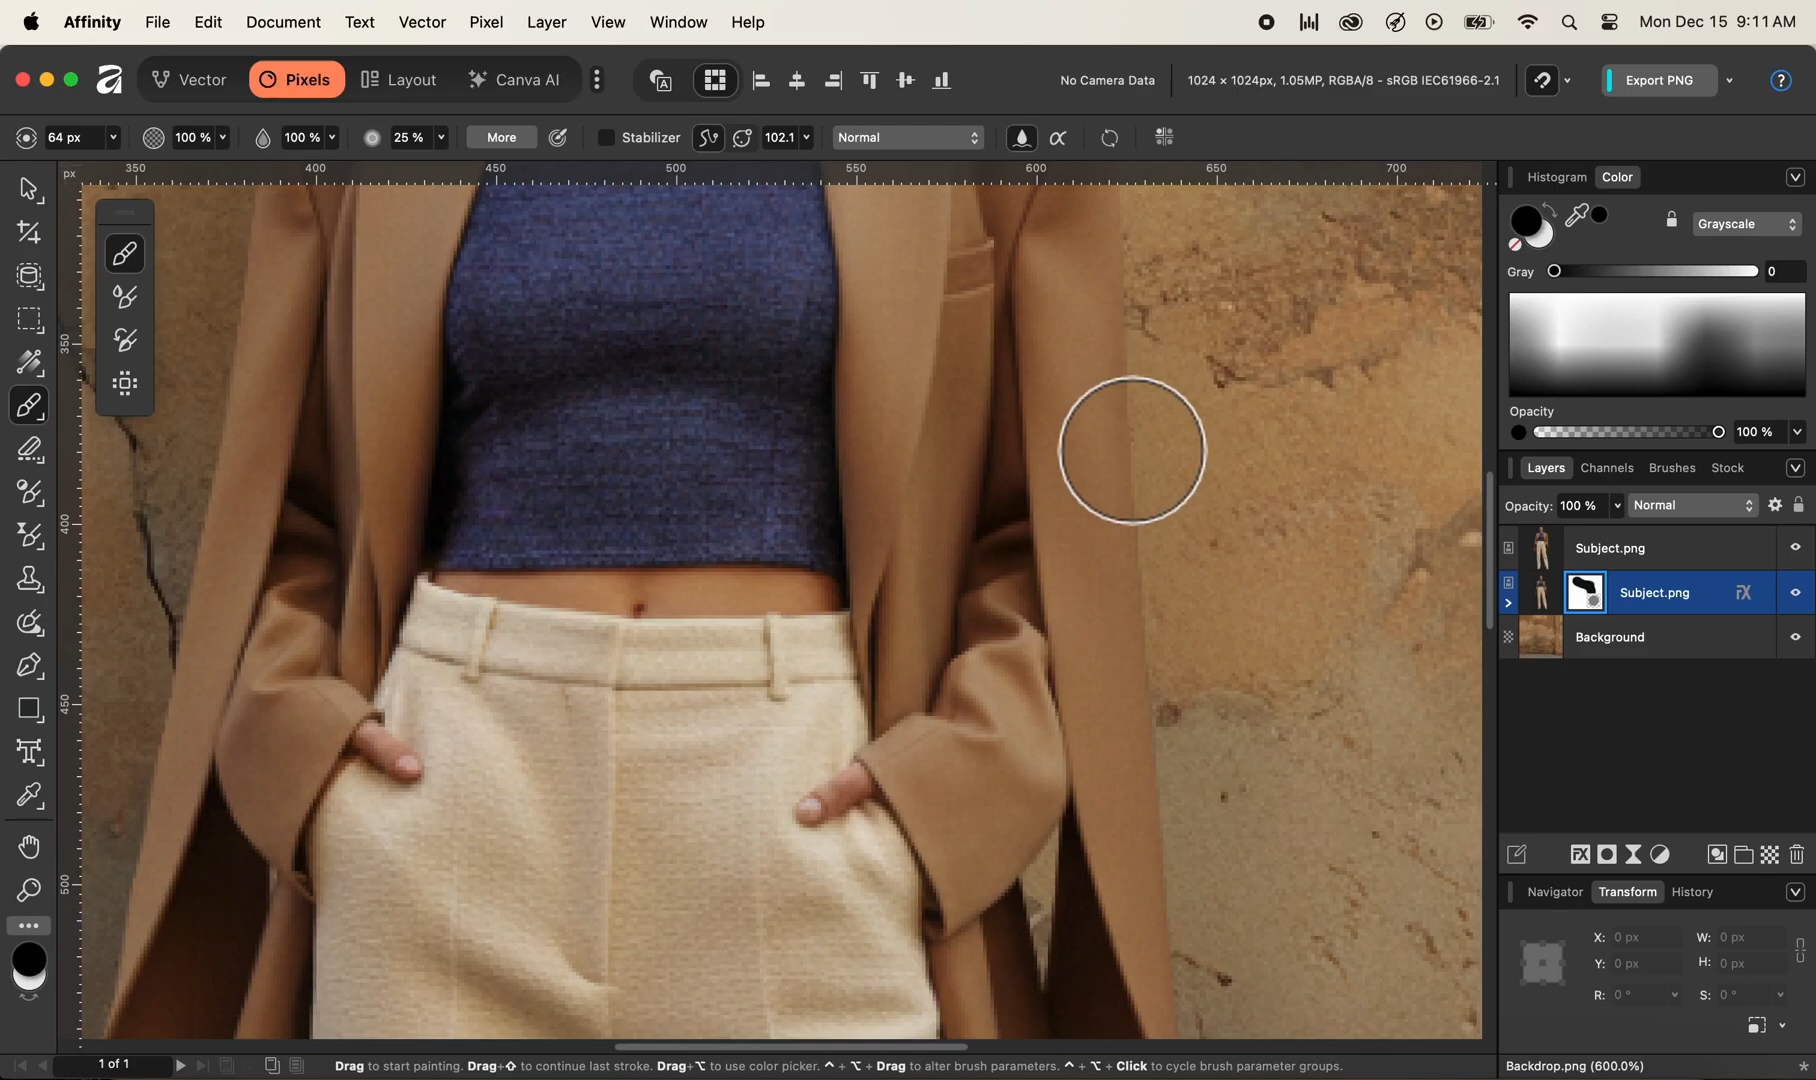 Affinity File Edit Document Text Vector Pixel Layer View Window Help Mon Dec 15 9:11 AM
Vector Pixels Layout Canva AI No Camera Data 1024 × 1024px, 1.05MP, RGBA/8 - sRGB IEC61966-2.1 Export PNG ?
64 px 100 % 100 % 25 % More Stabilizer 102.1 Normal
px 350 400 450 500 550 600 650 700
Histogram Color
Grayscale
Gray 0
350
Opacity
100 %
Layers Channels Brushes Stock
Opacity: 100 % Normal
400
Subject.png
Subject.png FX
Background
450
FX
500
Navigator Transform History
X: 0 px W: 0 px
Y: 0 px H: 0 px
R: 0 ° S: 0 °
1 of 1 Drag to start painting. Drag+⇧ to continue last stroke. Drag+⌥ to use color picker. ⌃ + ⌥ + Drag to alter brush parameters. ⌃ + ⌥ + Click to cycle brush parameter groups. Backdrop.png (600.0%) *